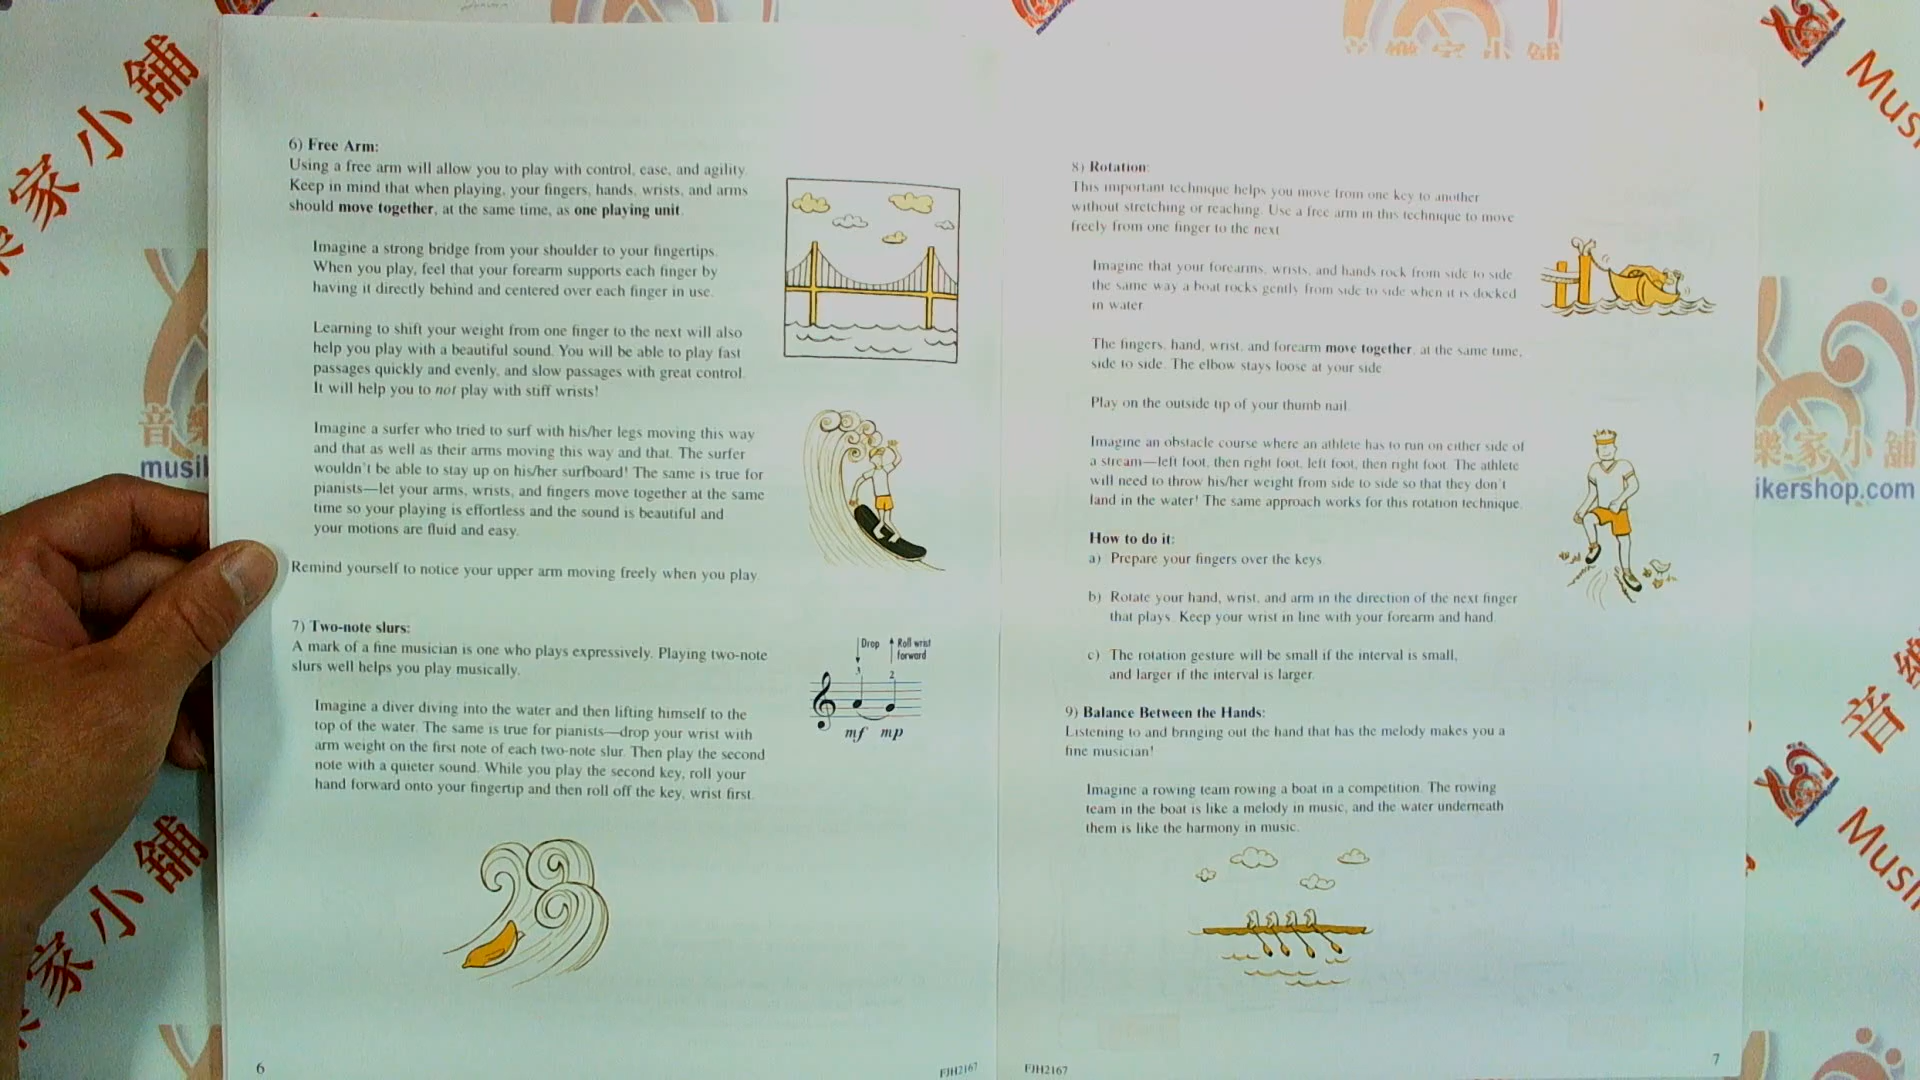 6) Free Arm:
Using a free arm will allow you to play with control, ease, and agility.
Keep in mind that when playing, your fingers, hands, wrists, and arms
should move together, at the same time, as one playing unit.
Imagine a strong bridge from your shoulder to your fingertips.
When you play, feel that your forearm supports each finger by
having it directly behind and centered over each finger in use.
Learning to shift your weight from one finger to the next will also
help you play with a beautiful sound. You will be able to play fast
passages quickly and evenly, and slow passages with great control.
It will help you to not play with stiff wrists!
Imagine a surfer who tried to surf with his/her legs moving this way
and that as well as their arms moving this way and that. The surfer
wouldn't be able to stay up on his/her surfboard! The same is true for
pianists—let your arms, wrists, and fingers move together at the same
time so your playing is effortless and the sound is beautiful and
your motions are fluid and easy.
Remind yourself to notice your upper arm moving freely when you play.
7) Two-note slurs:
A mark of a fine musician is one who plays expressively. Playing two-note
slurs well helps you play musically.
Drop
Roll wrist
forward
3 2
mf mp
Imagine a diver diving into the water and then lifting himself to the
top of the water. The same is true for pianists—drop your wrist with
arm weight on the first note of each two-note slur. Then play the second
note with a quieter sound. While you play the second key, roll your
hand forward onto your fingertip and then roll off the key, wrist first.
6
FJH2167
8) Rotation:
This important technique helps you move from one key to another
without stretching or reaching. Use a free arm in this technique to move
freely from one finger to the next.
Imagine that your forearms, wrists, and hands rock from side to side,
the same way a boat rocks gently from side to side when it is docked
in water.
The fingers, hand, wrist, and forearm move together, at the same time,
side to side. The elbow stays loose at your side.
Play on the outside tip of your thumb nail.
Imagine an obstacle course where an athlete has to run on either side of
a stream—left foot, then right foot, left foot, then right foot. The athlete
will need to throw his/her weight from side to side so that they don't
land in the water! The same approach works for this rotation technique.
How to do it:
a) Prepare your fingers over the keys.
b) Rotate your hand, wrist, and arm in the direction of the next finger
that plays. Keep your wrist in line with your forearm and hand.
c) The rotation gesture will be small if the interval is small,
and larger if the interval is larger.
9) Balance Between the Hands:
Listening to and bringing out the hand that has the melody makes you a
fine musician!
Imagine a rowing team rowing a boat in a competition. The rowing
team in the boat is like a melody in music, and the water underneath
them is like the harmony in music.
FJH2167
7
家小舖
家小舖
音樂家小舖
樂家小舖
ikershop.com
musik
Mus
Musi
音